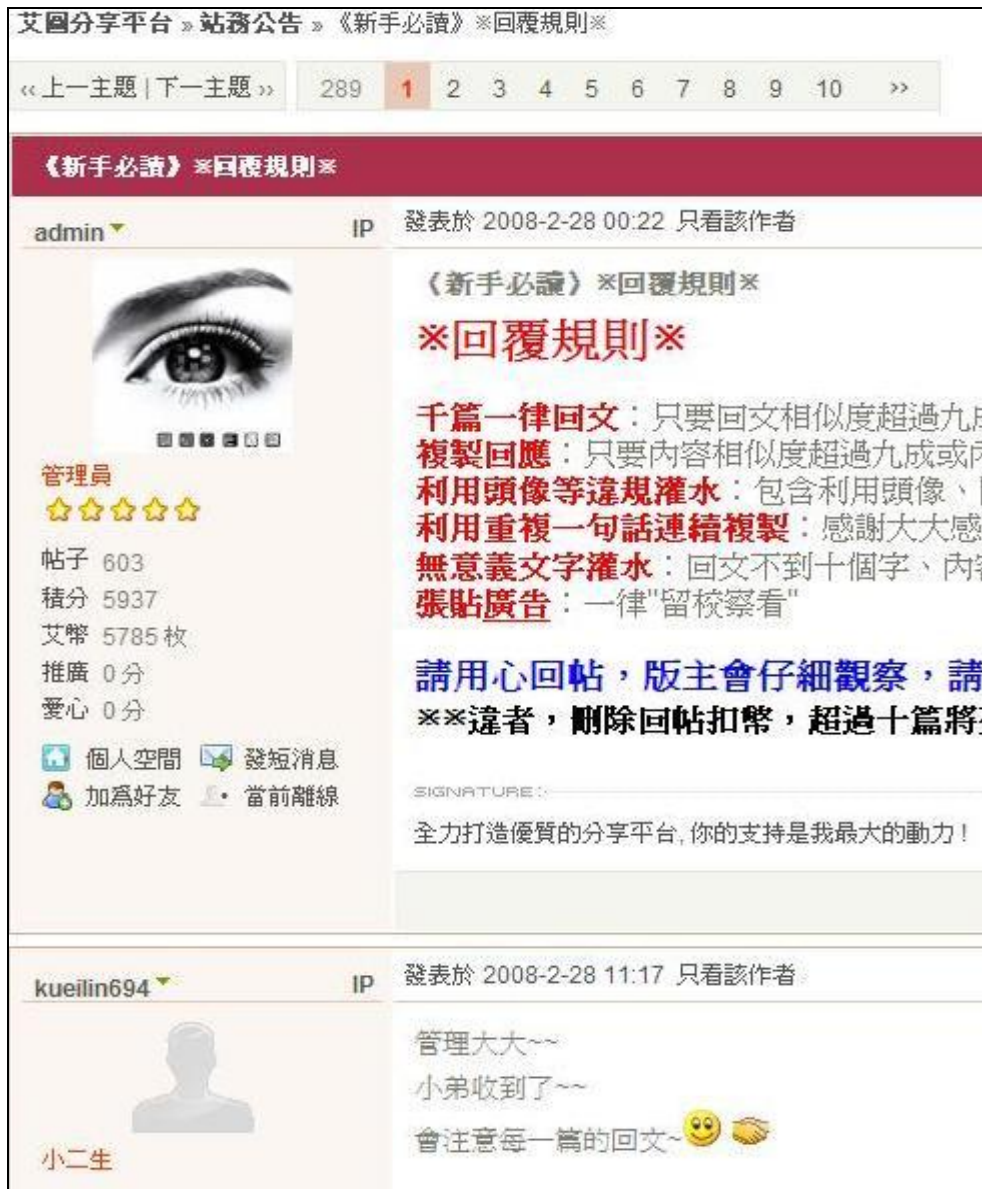 艾圖分享平台 » 站務公告 » 《新手必讀》※回覆規則※
‹‹ 上一主題 | 下一主題 ›› 289 1 2 3 4 5 6 7 8 9 10 >>
《新手必讀》※回覆規則※
admin IP
發表於 2008-2-28 00:22 只看該作者
管理員
帖子 603
積分 5937
艾幣 5785 枚
推廣 0 分
愛心 0 分
個人空間 發短消息
加爲好友 當前離線
《新手必讀》※回覆規則※
※回覆規則※
千篇一律回文：只要回文相似度超過九成
複製回應：只要內容相似度超過九成或內
利用頭像等違規灌水：包含利用頭像、
利用重複一句話連續複製：感謝大大感
無意義文字灌水：回文不到十個字、內容
張貼廣告：一律"留校察看"
請用心回帖，版主會仔細觀察，請
※※違者，刪除回帖扣幣，超過十篇將
SIGNATURE:
全力打造優質的分享平台, 你的支持是我最大的動力 !
kueilin694 IP
發表於 2008-2-28 11:17 只看該作者
小二生
管理大大~~
小弟收到了~~
會注意每一篇的回文~